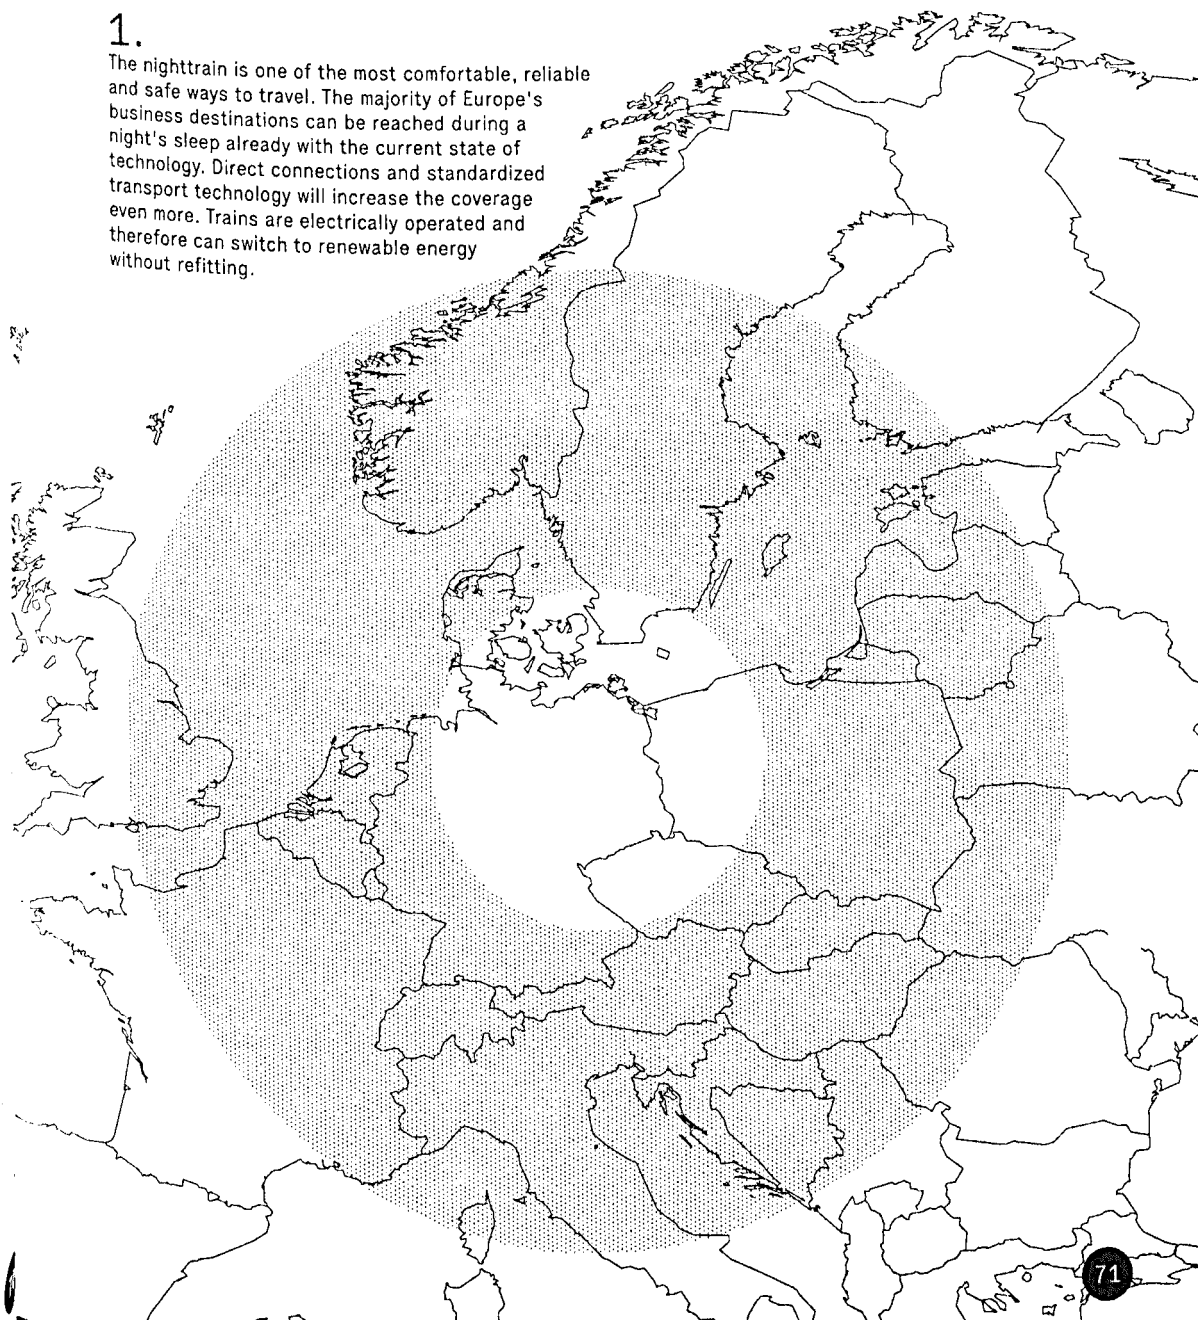 1.
The nighttrain is one of the most comfortable, reliable
and safe ways to travel. The majority of Europe's
business destinations can be reached during a
night's sleep already with the current state of
technology. Direct connections and standardized
transport technology will increase the coverage
even more. Trains are electrically operated and
therefore can switch to renewable energy
without refitting.
71